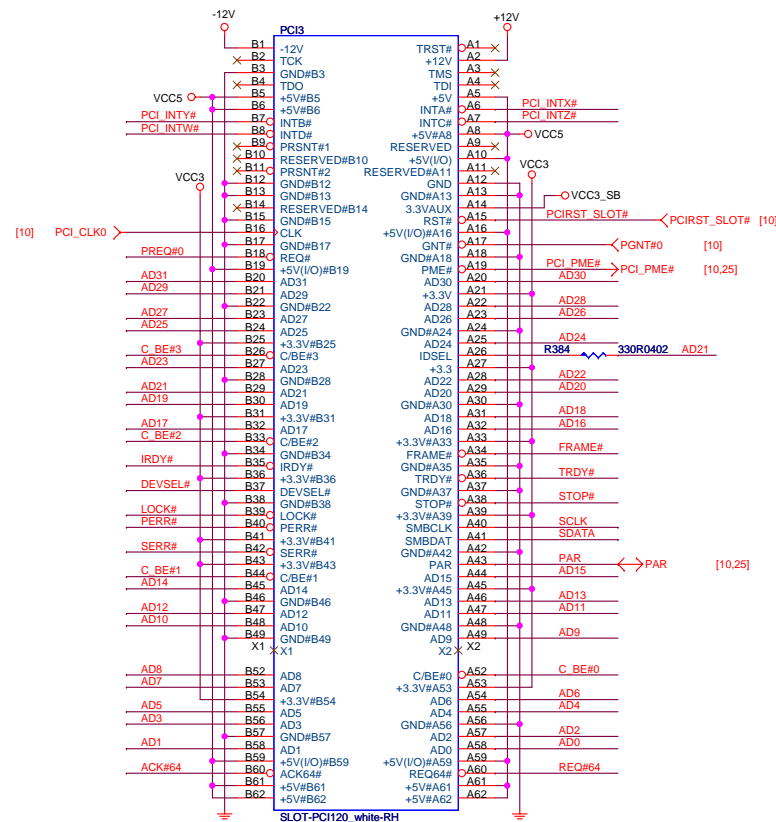 -12V +12V
PCI3
B1 -12V TRST# A1
B2 TCK +12V A2
B3 GND#B3 TMS A3
B4 TDO TDI A4
VCC5 B5 +5V#B5 +5V A5
B6 +5V#B6 INTA# A6 PCI_INTX#
PCI_INTY# B7 INTB# INTC# A7 PCI_INTZ#
PCI_INTW# B8 INTD# +5V#A8 A8 VCC5
B9 PRSNT#1 RESERVED A9
B10 RESERVED#B10 +5V(I/O) A10
B11 PRSNT#2 RESERVED#A11 A11
VCC3 B12 GND#B12 GND A12 VCC3
B13 GND#B13 GND#A13 A13
B14 RESERVED#B14 3.3VAUX A14 VCC3_SB
B15 GND#B15 RST# A15 PCIRST_SLOT# PCIRST_SLOT# [10]
[10] PCI_CLK0 B16 CLK +5V(I/O)#A16 A16
B17 GND#B17 GNT# A17 PGNT#0 [10]
PREQ#0 B18 REQ# GND#A18 A18
B19 +5V(I/O)#B19 PME# A19 PCI_PME# PCI_PME# [10,25]
AD31 B20 AD31 AD30 A20 AD30
AD29 B21 AD29 +3.3V A21
B22 GND#B22 AD28 A22 AD28
AD27 B23 AD27 AD26 A23 AD26
AD25 B24 AD25 GND#A24 A24
B25 +3.3V#B25 AD24 A25 AD24
C_BE#3 B26 C/BE#3 IDSEL A26 R384 330R0402 AD21
AD23 B27 AD23 +3.3 A27
B28 GND#B28 AD22 A28 AD22
AD21 B29 AD21 AD20 A29 AD20
AD19 B30 AD19 GND#A30 A30
B31 +3.3V#B31 AD18 A31 AD18
AD17 B32 AD17 AD16 A32 AD16
C_BE#2 B33 C/BE#2 +3.3V#A33 A33
B34 GND#B34 FRAME# A34 FRAME#
IRDY# B35 IRDY# GND#A35 A35
B36 +3.3V#B36 TRDY# A36 TRDY#
DEVSEL# B37 DEVSEL# GND#A37 A37
B38 GND#B38 STOP# A38 STOP#
LOCK# B39 LOCK# +3.3V#A39 A39
PERR# B40 PERR# SMBCLK A40 SCLK
B41 +3.3V#B41 SMBDAT A41 SDATA
SERR# B42 SERR# GND#A42 A42
B43 +3.3V#B43 PAR A43 PAR PAR [10,25]
C_BE#1 B44 C/BE#1 AD15 A44 AD15
AD14 B45 AD14 +3.3V#A45 A45
B46 GND#B46 AD13 A46 AD13
AD12 B47 AD12 AD11 A47 AD11
AD10 B48 AD10 GND#A48 A48
B49 GND#B49 AD9 A49 AD9
X1 X1 X2 X2
AD8 B52 AD8 C/BE#0 A52 C_BE#0
AD7 B53 AD7 +3.3V#A53 A53
B54 +3.3V#B54 AD6 A54 AD6
AD5 B55 AD5 AD4 A55 AD4
AD3 B56 AD3 GND#A56 A56
B57 GND#B57 AD2 A57 AD2
AD1 B58 AD1 AD0 A58 AD0
B59 +5V(I/O)#B59 +5V(I/O)#A59 A59
ACK#64 B60 ACK64# REQ64# A60 REQ#64
B61 +5V#B61 +5V#A61 A61
B62 +5V#B62 +5V#A62 A62
SLOT-PCI120_white-RH